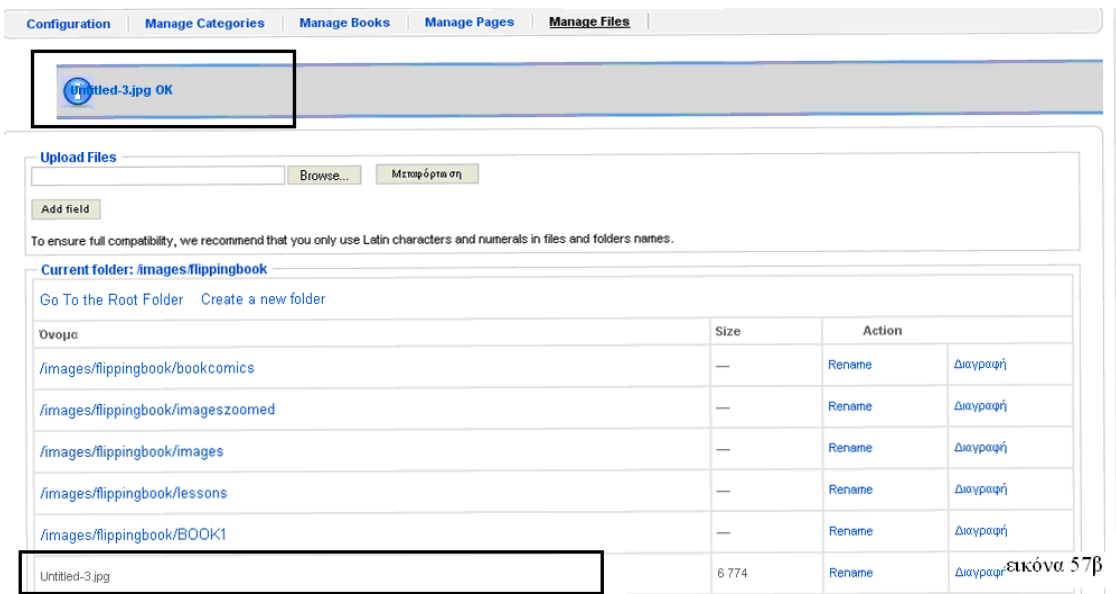 Configuration Manage Categories Manage Books Manage Pages Manage Files
Untitled-3.jpg OK
Upload Files
Browse... Μεταφόρτωση
Add field
To ensure full compatibility, we recommend that you only use Latin characters and numerals in files and folders names.
Current folder: /images/flippingbook
Go To the Root Folder Create a new folder
Όνομα Size Action
/images/flippingbook/bookcomics — Rename Διαγραφή
/images/flippingbook/imageszoomed — Rename Διαγραφή
/images/flippingbook/images — Rename Διαγραφή
/images/flippingbook/lessons — Rename Διαγραφή
/images/flippingbook/BOOK1 — Rename Διαγραφή
Untitled-3.jpg 6 774 Rename Διαγραφή
εικόνα 57β